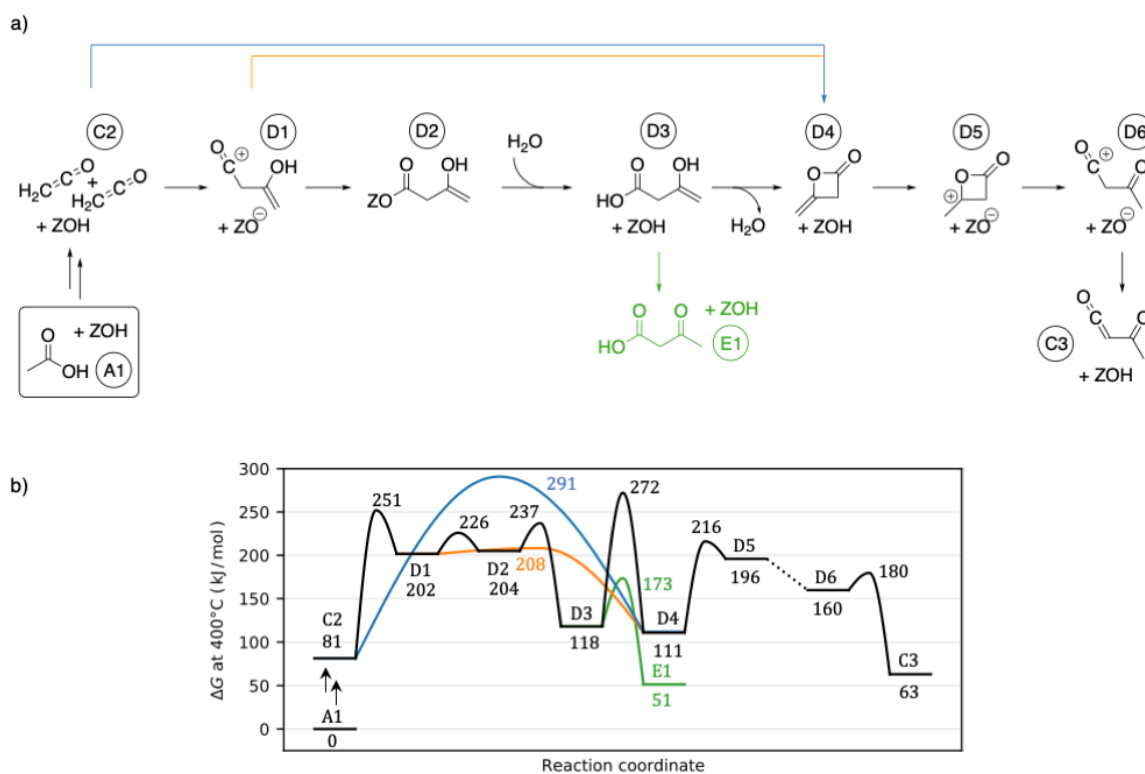 a)
C2 D1 D2 D3 D4 D5 D6
H₂C C O + H₂C C O
+ ZOH
O C ⊕ OH
+ ZO⊖
O OH
ZO
H₂O
O OH
HO
+ ZOH
H₂O
O O
+ ZOH
O O ⊕
+ ZO⊖
O C ⊕ O
+ ZO⊖
O + ZOH
OH A1
O O + ZOH
HO E1
O C O
C3
+ ZOH
b)
ΔG at 400°C (kJ/mol)
300
250
200
150
100
50
0
C2
81
A1
0
251
D1
202
226
D2
204
237
208
291
D3
118
272
173
D4
111
E1
51
216
D5
196
D6
160
180
C3
63
Reaction coordinate